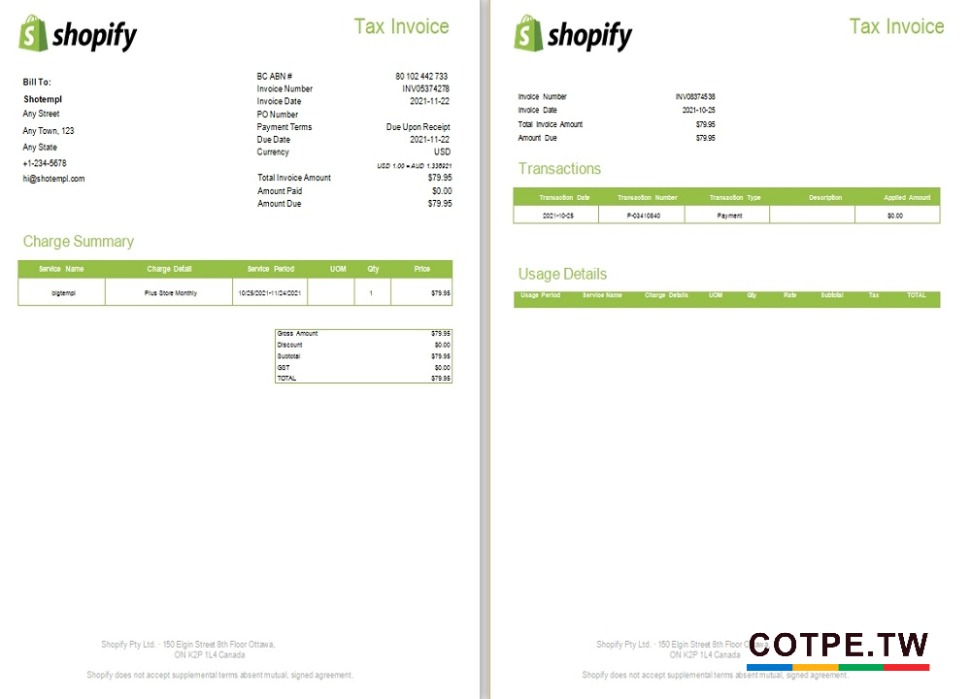 shopify
Tax Invoice
Bill To:
Shotempl
Any Street
Any Town, 123
Any State
+1-234-5678
hi@shotempl.com
BC ABN # 80 102 442 733
Invoice Number INV05374278
Invoice Date 2021-11-22
PO Number
Payment Terms Due Upon Receipt
Due Date 2021-11-22
Currency USD
USD 1.00 = AUD 1.336921
Total Invoice Amount $79.95
Amount Paid $0.00
Amount Due $79.95
Charge Summary
Service Name Charge Detail Service Period UOM Qty Price
oigtempl Plus Store Monthly 10/25/2021-11/24/2021 1 $79.95
Gross Amount $79.95
Discount $0.00
Subtotal $79.95
GST $0.00
TOTAL $79.95
Shopify Pty Ltd. · 150 Elgin Street 8th Floor Ottawa,
ON K2P 1L4 Canada
Shopify does not accept supplemental terms absent mutual, signed agreement.
shopify
Tax Invoice
Invoice Number INV08374538
Invoice Date 2021-10-25
Total Invoice Amount $79.95
Amount Due $79.95
Transactions
Transaction Date Transaction Number Transaction Type Description Applied Amount
2021-10-25 P-03410840 Payment $0.00
Usage Details
Usage Period Service Name Charge Details UOM Qty Rate Subtotal Tax TOTAL
Shopify Pty Ltd. · 150 Elgin Street 8th Floor Ottawa,
ON K2P 1L4 Canada
Shopify does not accept supplemental terms absent mutual, signed agreement.
COTPE.TW